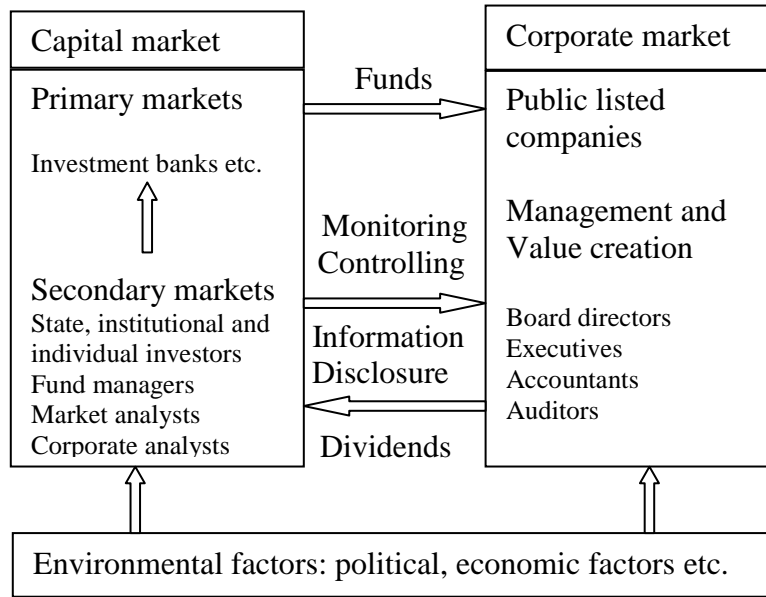 Capital market
Primary markets
Investment banks etc.
Secondary markets
State, institutional and
individual investors
Fund managers
Market analysts
Corporate analysts
Funds
Monitoring
Controlling
Information
Disclosure
Dividends
Corporate market
Public listed
companies
Management and
Value creation
Board directors
Executives
Accountants
Auditors
Environmental factors: political, economic factors etc.